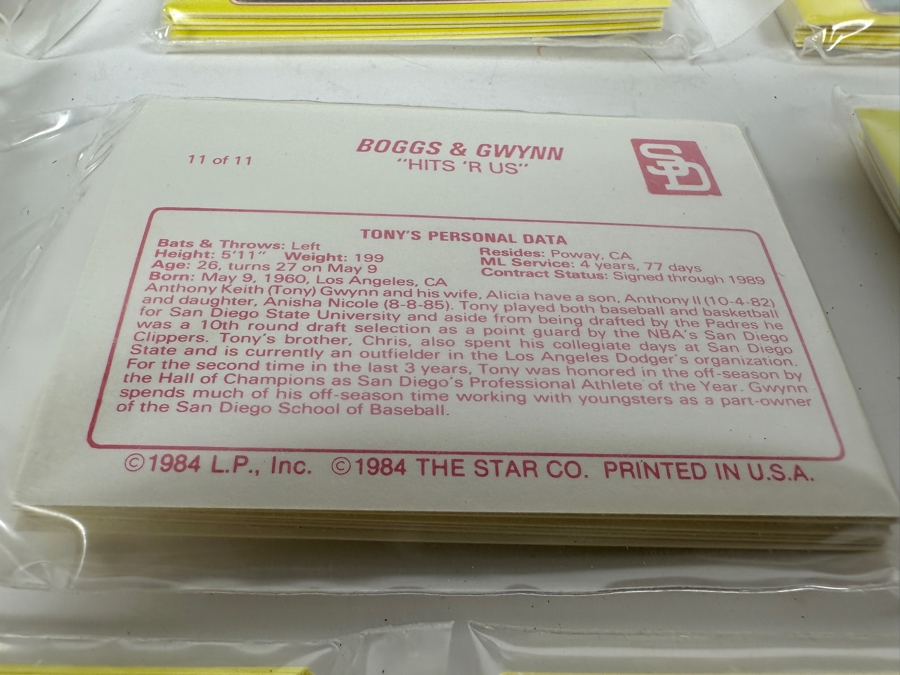 11 of 11
BOGGS & GWYNN
"HITS 'R US"
SD
TONY'S PERSONAL DATA
Bats & Throws: Left
Height: 5'11" Weight: 199
Age: 26, turns 27 on May 9
Born: May 9, 1960, Los Angeles, CA
Resides: Poway, CA
ML Service: 4 years, 77 days
Contract Status: Signed through 1989
Anthony Keith (Tony) Gwynn and his wife, Alicia have a son, Anthony II (10-4-82)
and daughter, Anisha Nicole (8-8-85). Tony played both baseball and basketball
for San Diego State University and aside from being drafted by the Padres he
was a 10th round draft selection as a point guard by the NBA's San Diego
Clippers. Tony's brother, Chris, also spent his collegiate days at San Diego
State and is currently an outfielder in the Los Angeles Dodger's organization.
For the second time in the last 3 years, Tony was honored in the off-season by
the Hall of Champions as San Diego's Professional Athlete of the Year. Gwynn
spends much of his off-season time working with youngsters as a part-owner
of the San Diego School of Baseball.
©1984 L.P., Inc. ©1984 THE STAR CO. PRINTED IN U.S.A.